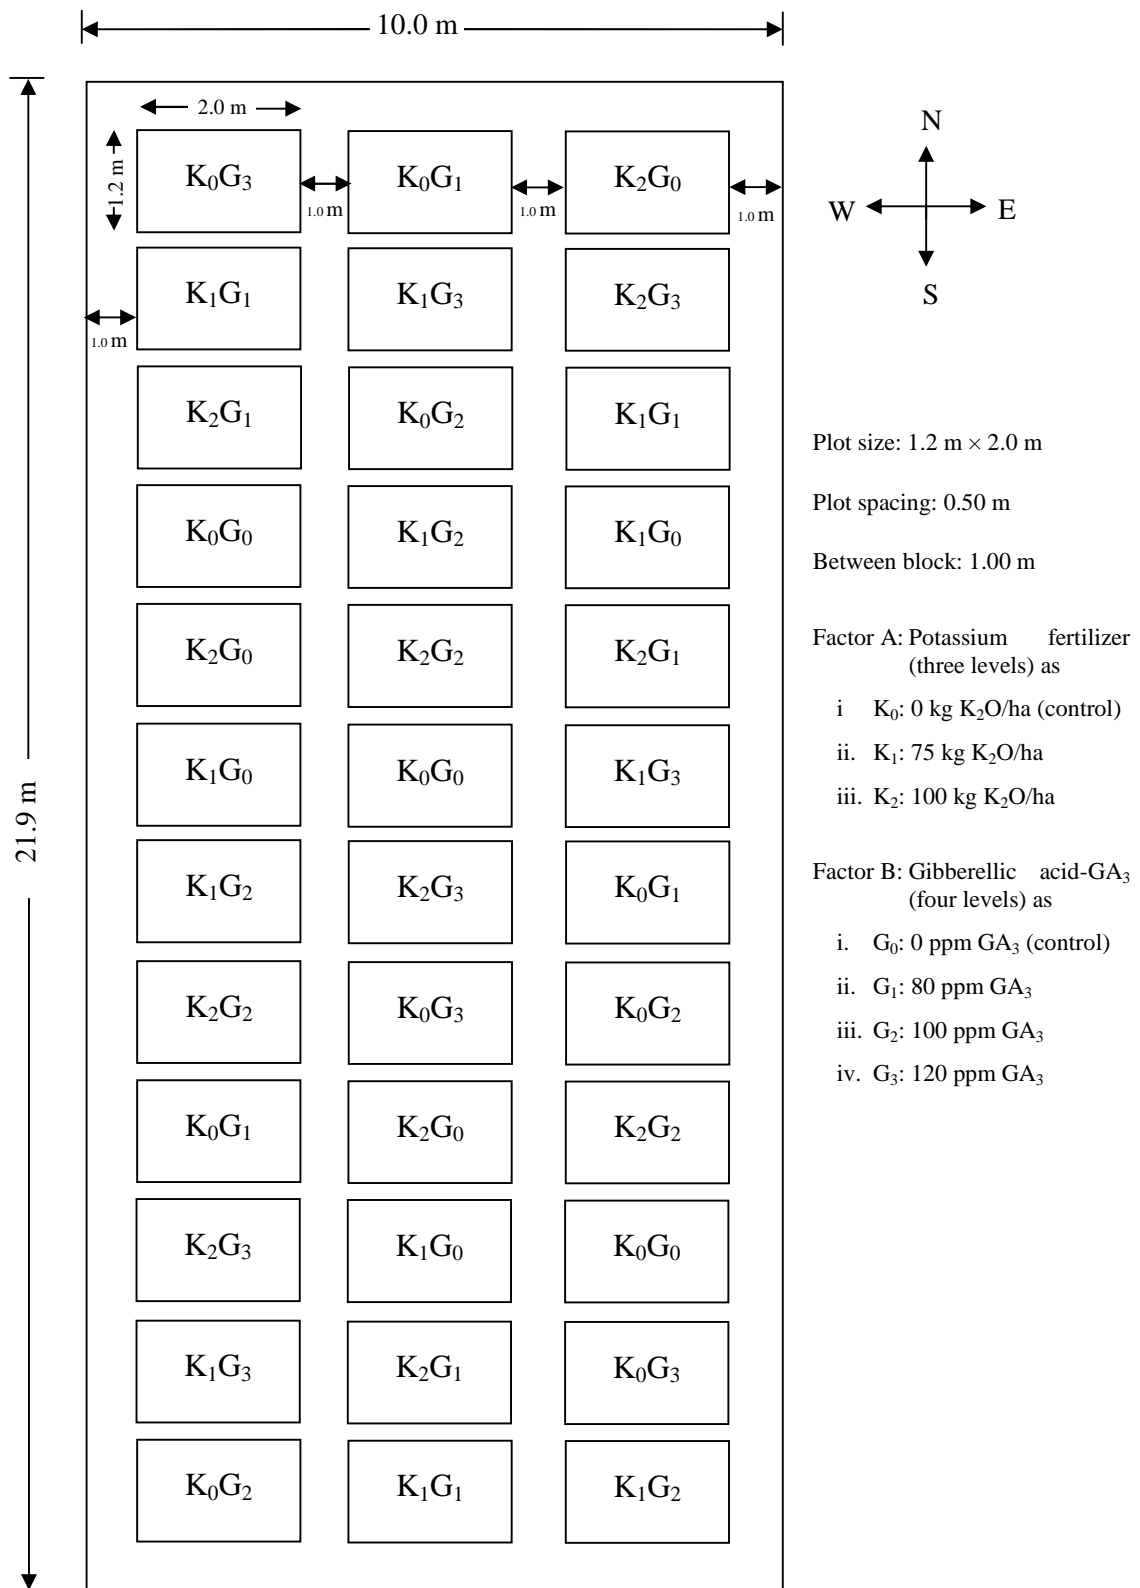 10.0 m
2.0 m
1.2 m
K₀G₃ K₀G₁ K₂G₀
1.0 m 1.0 m 1.0 m
N
W E
S
K₁G₁ K₁G₃ K₂G₃
1.0 m
K₂G₁ K₀G₂ K₁G₁
K₀G₀ K₁G₂ K₁G₀
K₂G₀ K₂G₂ K₂G₁
K₁G₀ K₀G₀ K₁G₃
21.9 m
K₁G₂ K₂G₃ K₀G₁
K₂G₂ K₀G₃ K₀G₂
K₀G₁ K₂G₀ K₂G₂
K₂G₃ K₁G₀ K₀G₀
K₁G₃ K₂G₁ K₀G₃
K₀G₂ K₁G₁ K₁G₂
Plot size: 1.2 m × 2.0 m
Plot spacing: 0.50 m
Between block: 1.00 m
Factor A: Potassium fertilizer
(three levels) as
i K₀: 0 kg K₂O/ha (control)
ii. K₁: 75 kg K₂O/ha
iii. K₂: 100 kg K₂O/ha
Factor B: Gibberellic acid-GA₃
(four levels) as
i. G₀: 0 ppm GA₃ (control)
ii. G₁: 80 ppm GA₃
iii. G₂: 100 ppm GA₃
iv. G₃: 120 ppm GA₃